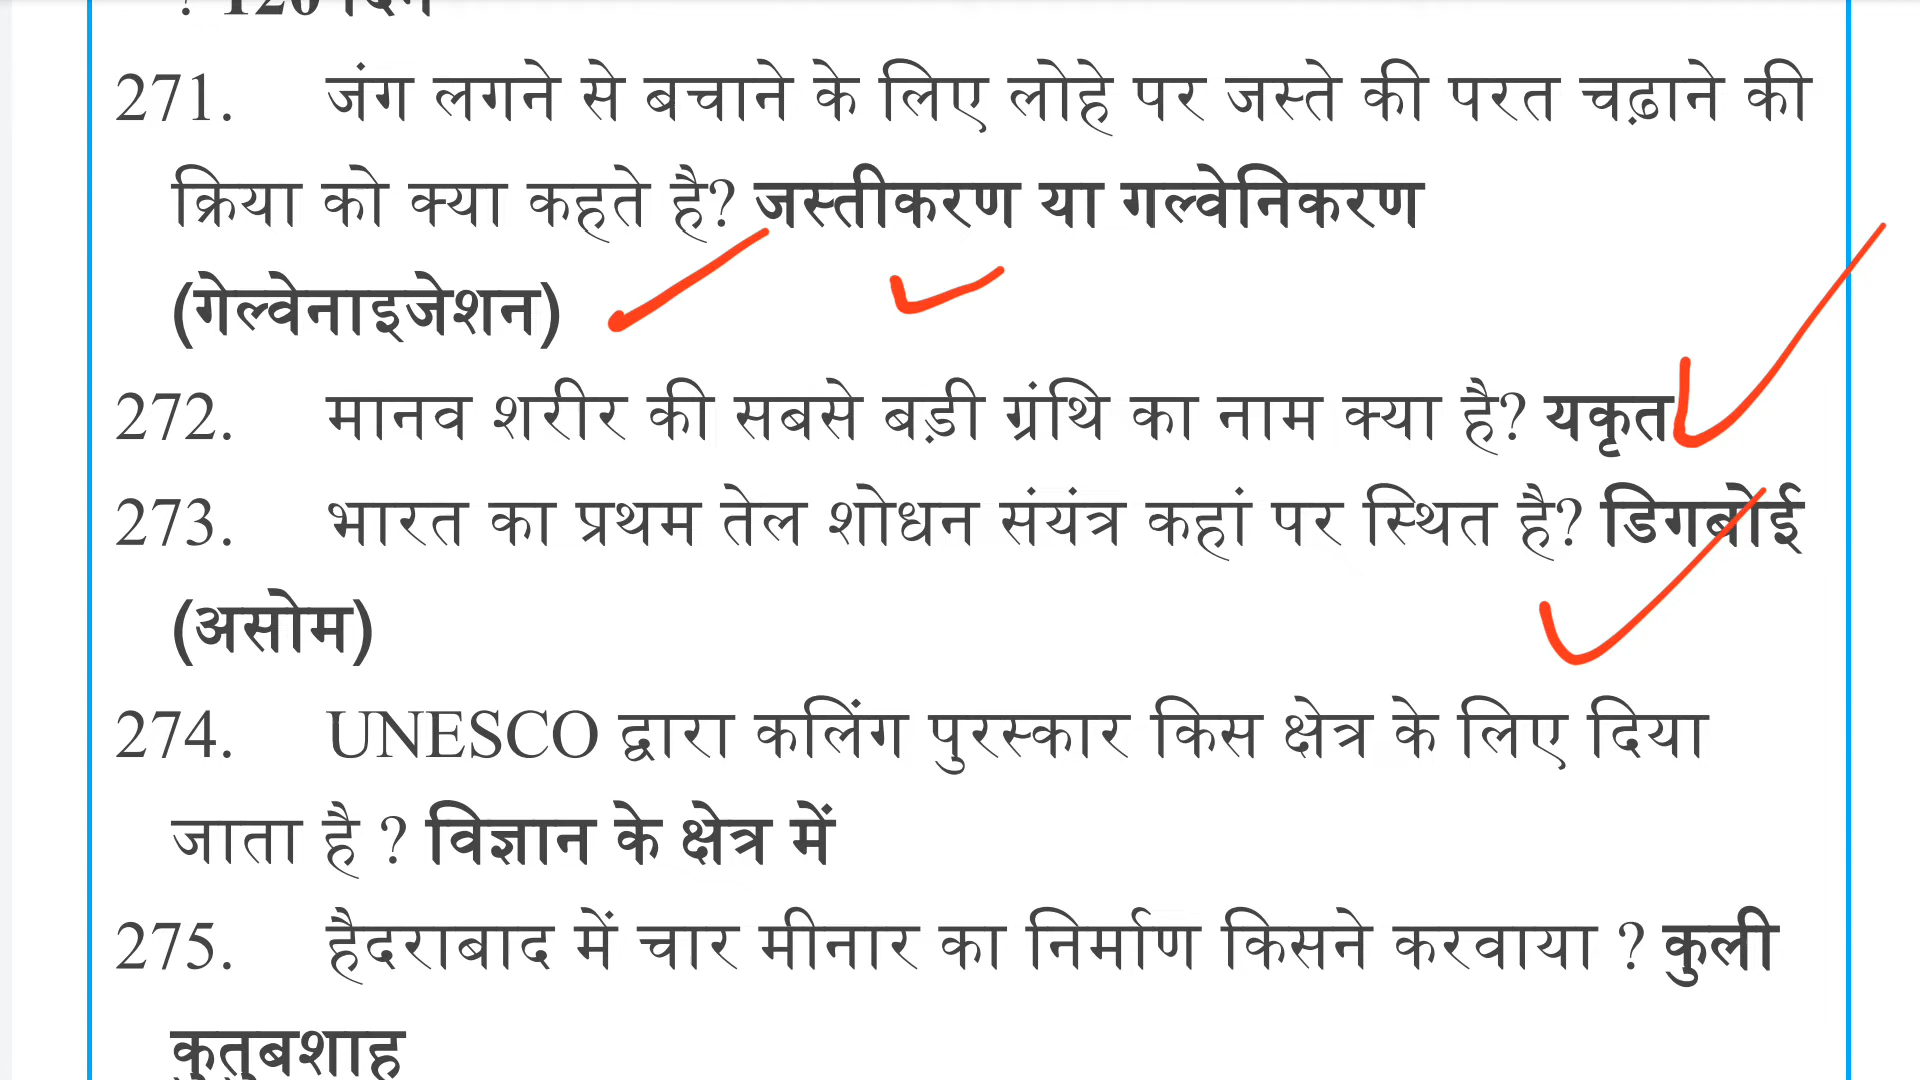 ? 120 दिन
271. जंग लगने से बचाने के लिए लोहे पर जस्ते की परत चढ़ाने की
क्रिया को क्या कहते है? जस्तीकरण या गल्वेनिकरण
(गेल्वेनाइजेशन)
272. मानव शरीर की सबसे बड़ी ग्रंथि का नाम क्या है? यकृत
273. भारत का प्रथम तेल शोधन संयंत्र कहां पर स्थित है? डिगबोई
(असोम)
274. UNESCO द्वारा कलिंग पुरस्कार किस क्षेत्र के लिए दिया
जाता है ? विज्ञान के क्षेत्र में
275. हैदराबाद में चार मीनार का निर्माण किसने करवाया ? कुली
कुतुबशाह